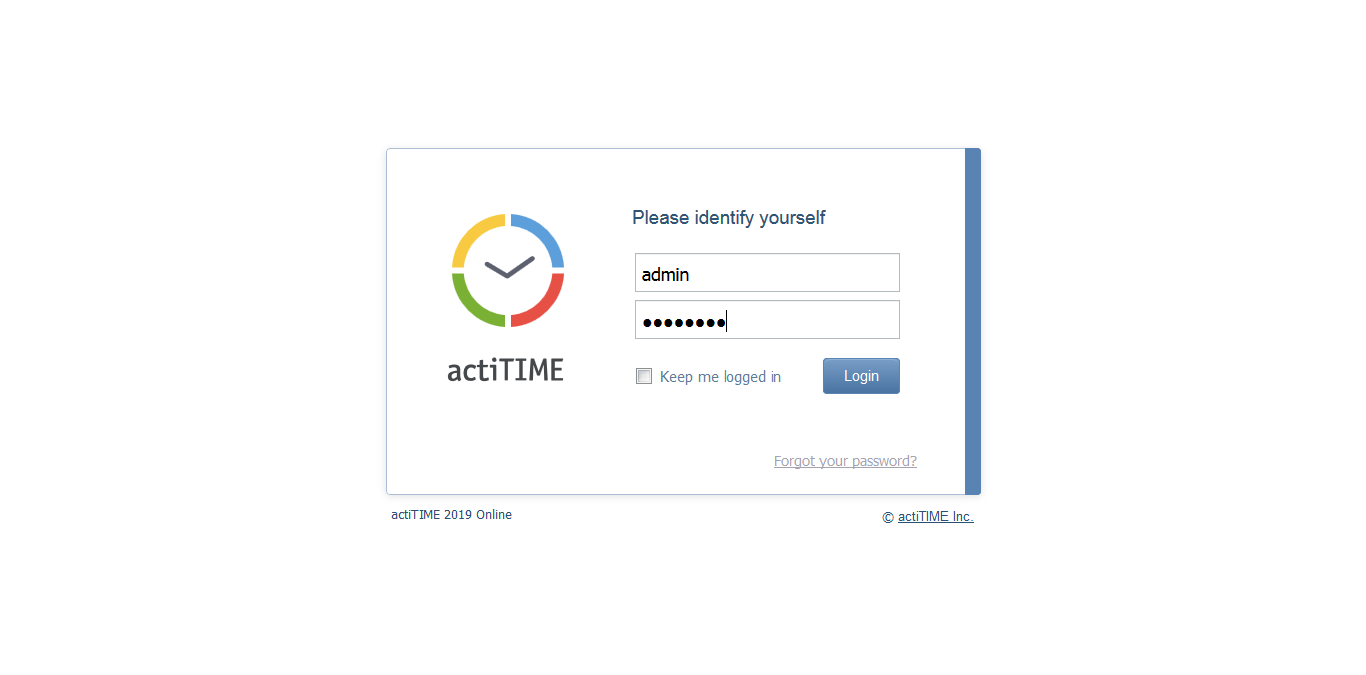 Please identify yourself
admin
••••••••
actiTIME
Keep me logged in
Login
Forgot your password?
actiTIME 2019 Online
© actiTIME Inc.